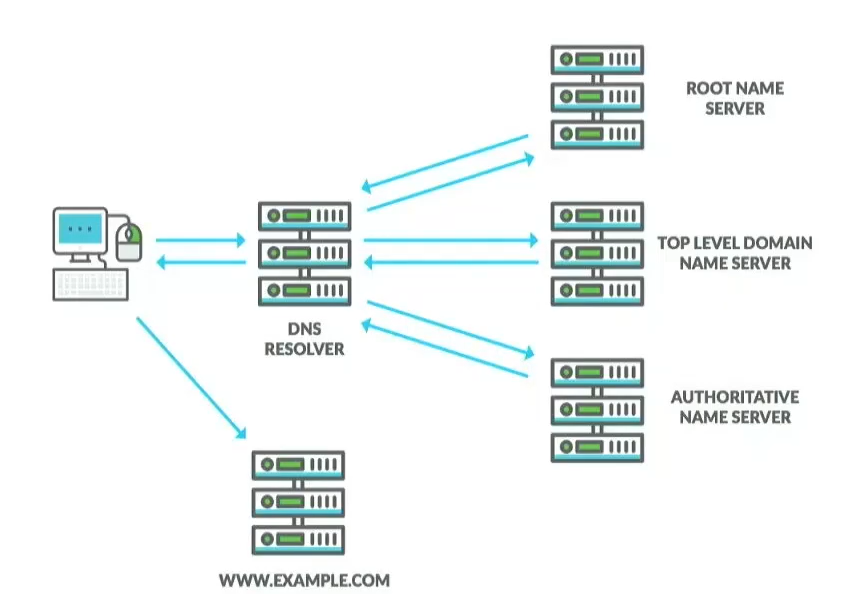 ROOT NAME
SERVER
TOP LEVEL DOMAIN
NAME SERVER
DNS
RESOLVER
AUTHORITATIVE
NAME SERVER
WWW.EXAMPLE.COM